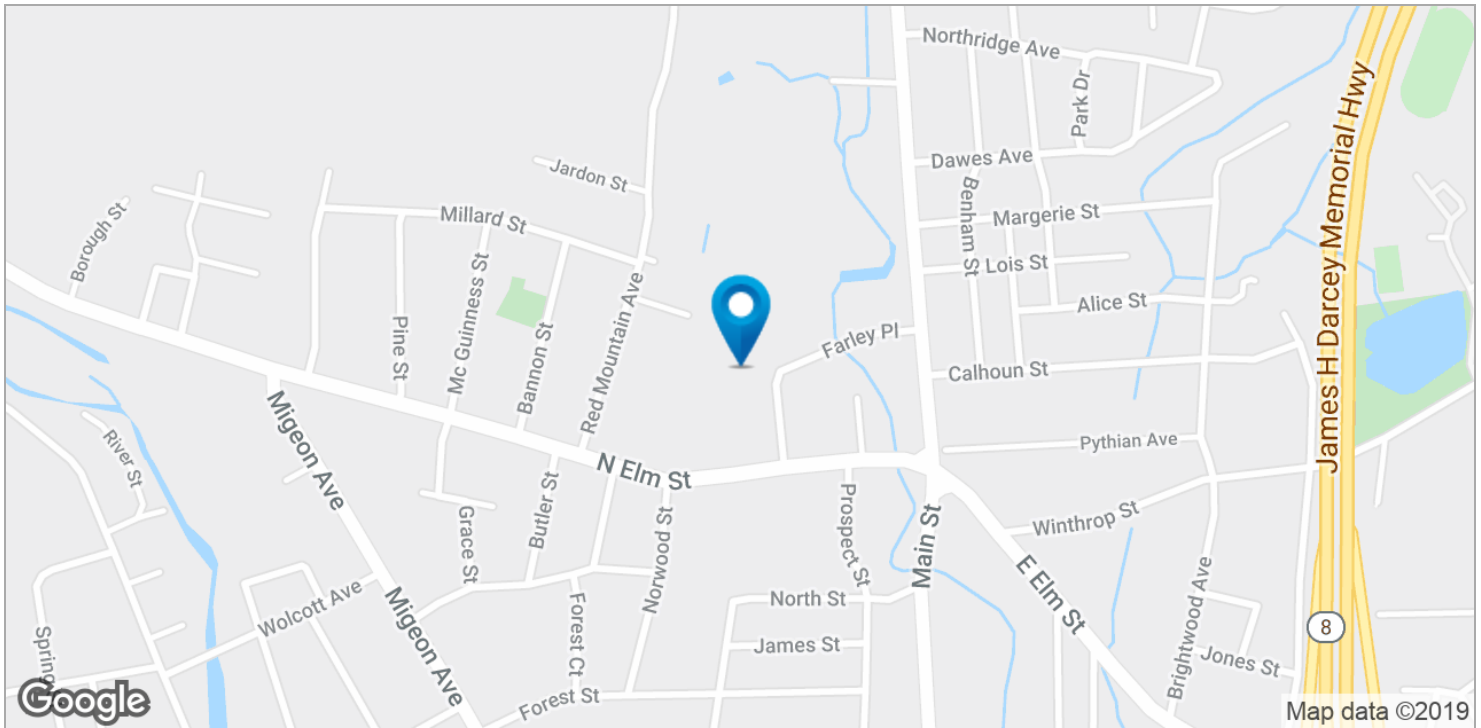 Northridge Ave
Park Dr
James H Darcey Memorial Hwy
Dawes Ave
Jardon St
Benham St
Borough St
Millard St
Margerie St
Mc Guinness St
Lois St
Red Mountain Ave
Alice St
Pine St
Bannon St
Farley Pl
Calhoun St
Migeon Ave
River St
Pythian Ave
N Elm St
Butler St
Grace St
Norwood St
Prospect St
Winthrop St
Main St
E Elm St
Brightwood Ave
Wolcott Ave
Forest Ct
North St
8
Migeon Ave
James St
Jones St
Forest St
Google
Map data ©2019